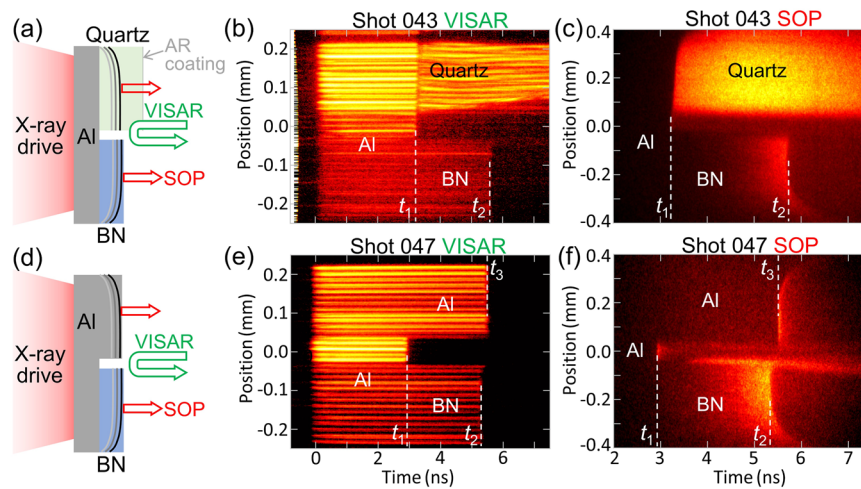 (a)
Quartz
AR
coating
X-ray
drive
Al
VISAR
SOP
BN
(b)
Shot 043 VISAR
Position (mm)
0.2
0.1
0.0
-0.1
-0.2
Quartz
Al
BN
t1
t2
(c)
Shot 043 SOP
Position (mm)
0.4
0.2
0.0
-0.2
-0.4
Quartz
Al
BN
t1
t2
(d)
Al
X-ray
drive
VISAR
SOP
BN
(e)
Shot 047 VISAR
Position (mm)
0.2
0.1
0.0
-0.1
-0.2
t3
Al
Al
BN
t1
t2
0 2 4 6
Time (ns)
(f)
Shot 047 SOP
Position (mm)
0.4
0.2
0.0
-0.2
-0.4
t3
Al
Al
BN
t1
t2
2 3 4 5 6 7
Time (ns)